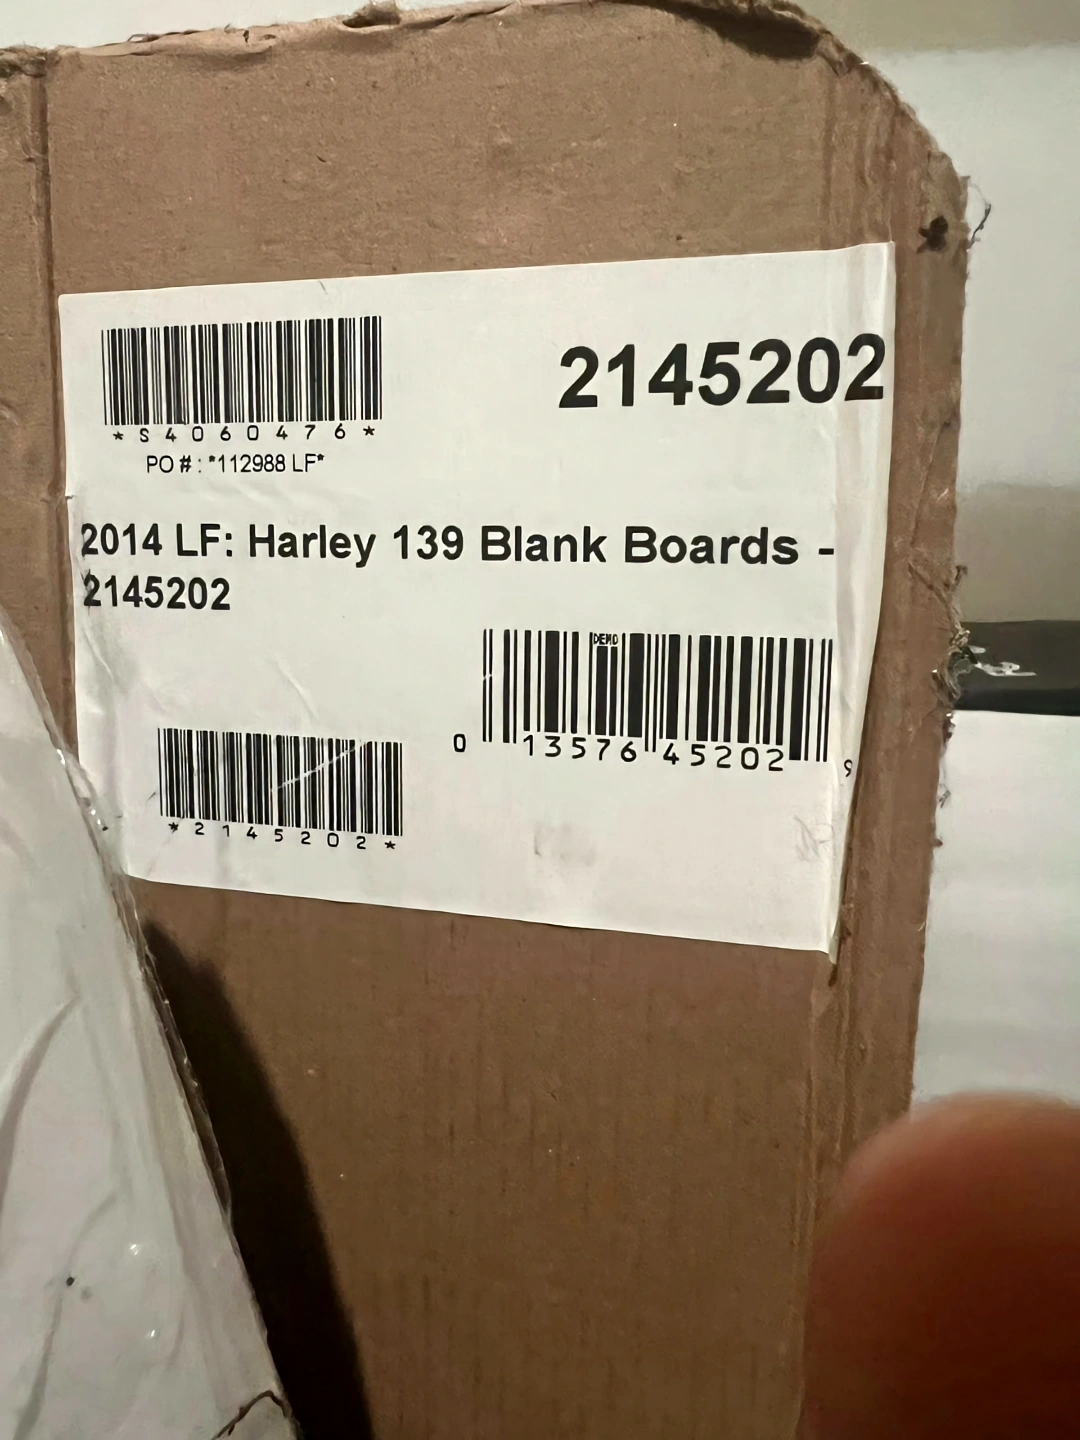 *S4060476*
2145202
PO # : *112988 LF*
2014 LF: Harley 139 Blank Boards -
2145202
DEMO
0 13576 45202 9
*2145202*